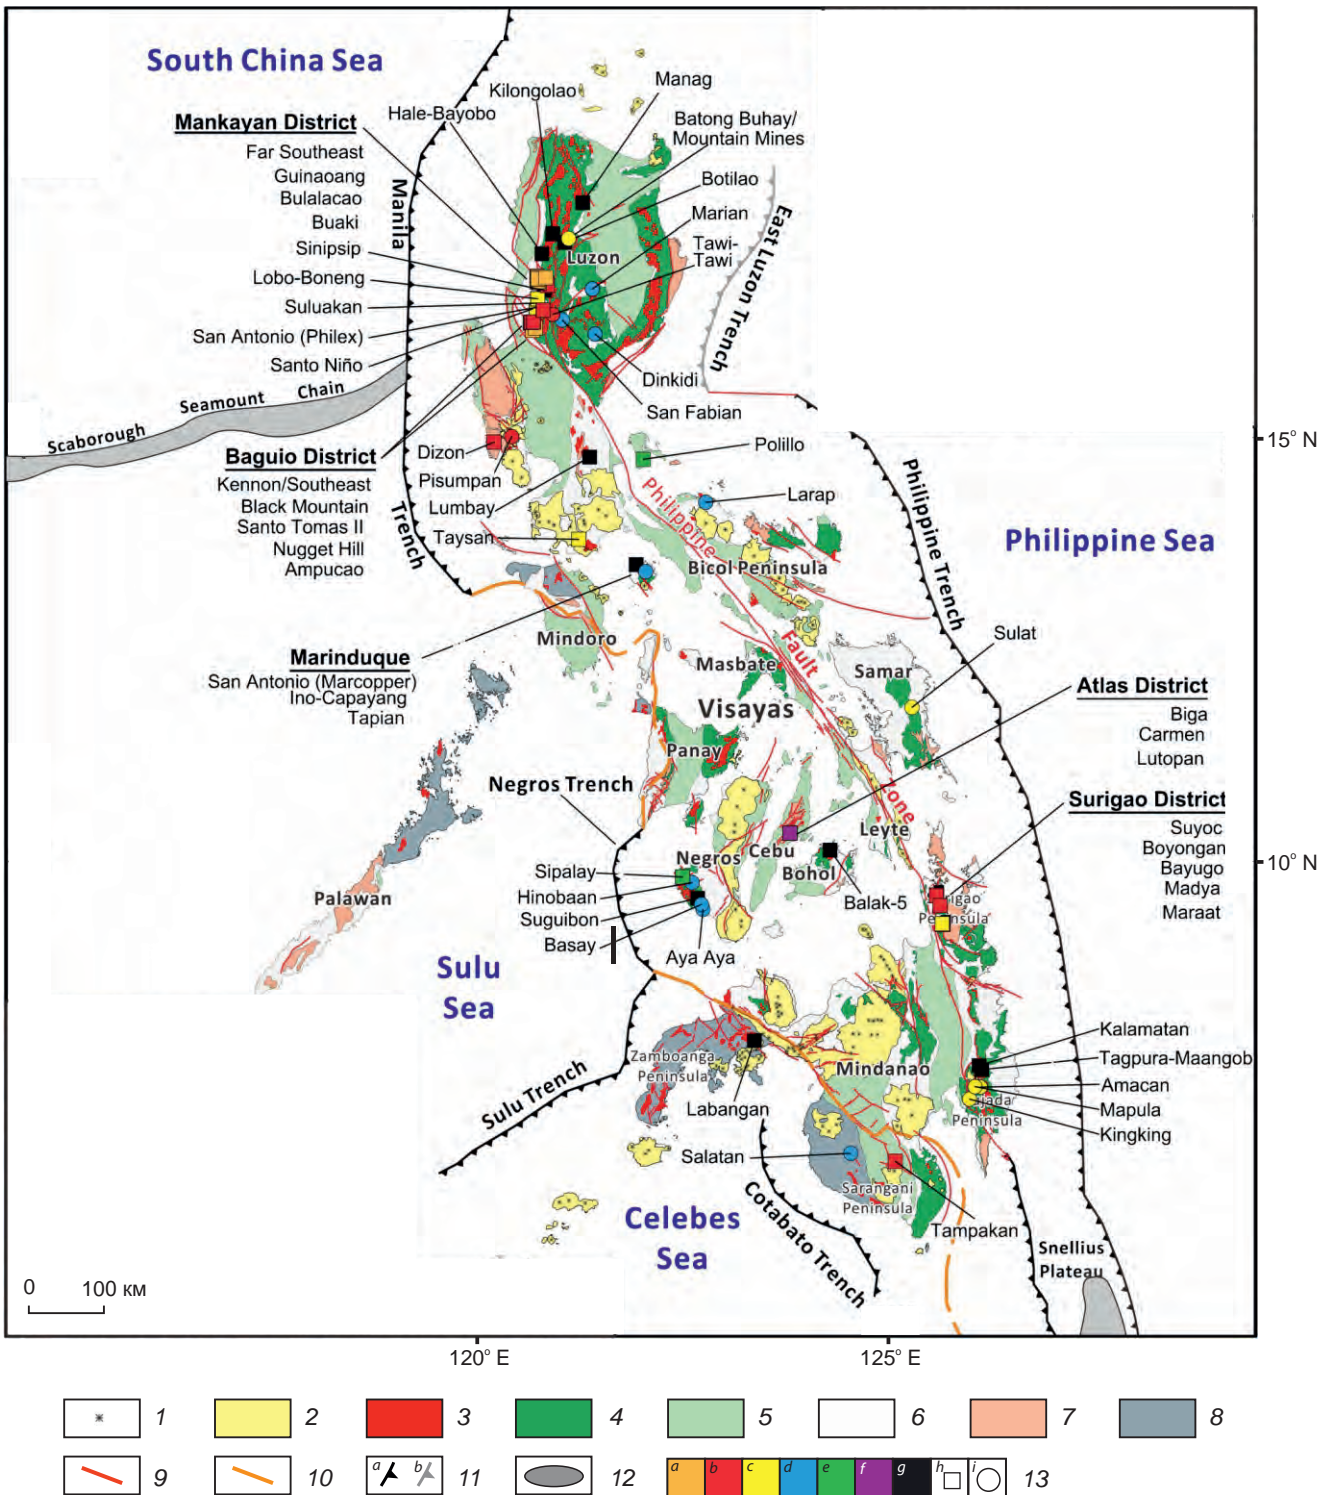 South China Sea
Kilongolao
Manag
Hale-Bayobo
Mankayan District
Batong Buhay/
Mountain Mines
Far Southeast
Guinaoang
Bulalacao
Buaki
Sinipsip
Lobo-Boneng
Suluakan
San Antonio (Philex)
Santo Niño
Botilao
Marian
Tawi-
Tawi
Manila
Trench
Luzon
East Luzon Trench
Dinkidi
San Fabian
Scaborough Seamount Chain
Baguio District
Kennon/Southeast
Black Mountain
Santo Tomas II
Nugget Hill
Ampucao
Dizon
Pisumpan
Lumbay
Taysan
Polillo
Larap
15° N
Philippine Trench
Philippine Sea
Philippine
Fault
Zone
Bicol Peninsula
Mindoro
Marinduque
San Antonio (Marcopper)
Ino-Capayang
Tapian
Masbate
Visayas
Samar
Sulat
Atlas District
Biga
Carmen
Lutopan
Panay
Negros Trench
Surigao District
Suyoc
Boyongan
Bayugo
Madya
Maraat
Leyte
Negros
Cebu
Bohol
10° N
Sipalay
Hinobaan
Suguibon
Basay
Aya Aya
Balak-5
rigao
Peninsula
Palawan
Sulu
Sea
Kalamatan
Tagpura-Maangob
Amacan
Mapula
Kingking
Zamboanga
Peninsula
Mindanao
jada
Peninsula
Sulu Trench
Labangan
Salatan
Sarangani
Peninsula
Tampakan
Cotabato Trench
Celebes
Sea
Snellius
Plateau
0 100 км
120° E
125° E
1 2 3 4 5 6 7 8
9 10 a b 11 12 a b c d e f g h i 13